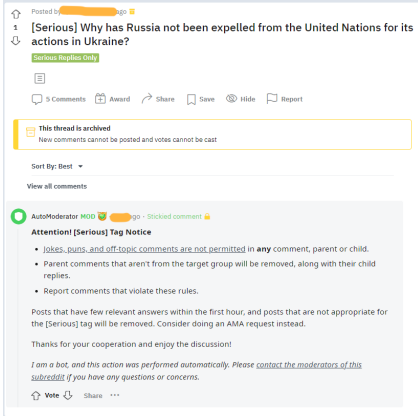 Posted by
ago
1
[Serious] Why has Russia not been expelled from the United Nations for its
actions in Ukraine?
Serious Replies Only
5 Comments Award Share Save Hide Report
This thread is archived
New comments cannot be posted and votes cannot be cast
Sort By: Best
View all comments
AutoModerator MOD go · Stickied comment
Attention! [Serious] Tag Notice
• Jokes, puns, and off-topic comments are not permitted in any comment, parent or child.
• Parent comments that aren't from the target group will be removed, along with their child
replies.
• Report comments that violate these rules.
Posts that have few relevant answers within the first hour, and posts that are not appropriate for
the [Serious] tag will be removed. Consider doing an AMA request instead.
Thanks for your cooperation and enjoy the discussion!
I am a bot, and this action was performed automatically. Please contact the moderators of this
subreddit if you have any questions or concerns.
Vote Share ···